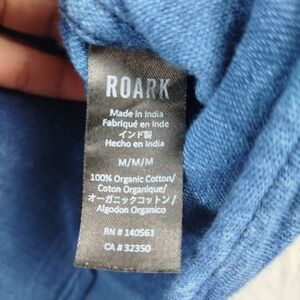 ROARK
Made in India
Fabriqué en Inde
インド製
Hecho en India
M/M/M
100% Organic Cotton/
Coton Organique/
オーガニックコットン/
Algodon Organico
RN # 140561
CA # 32350